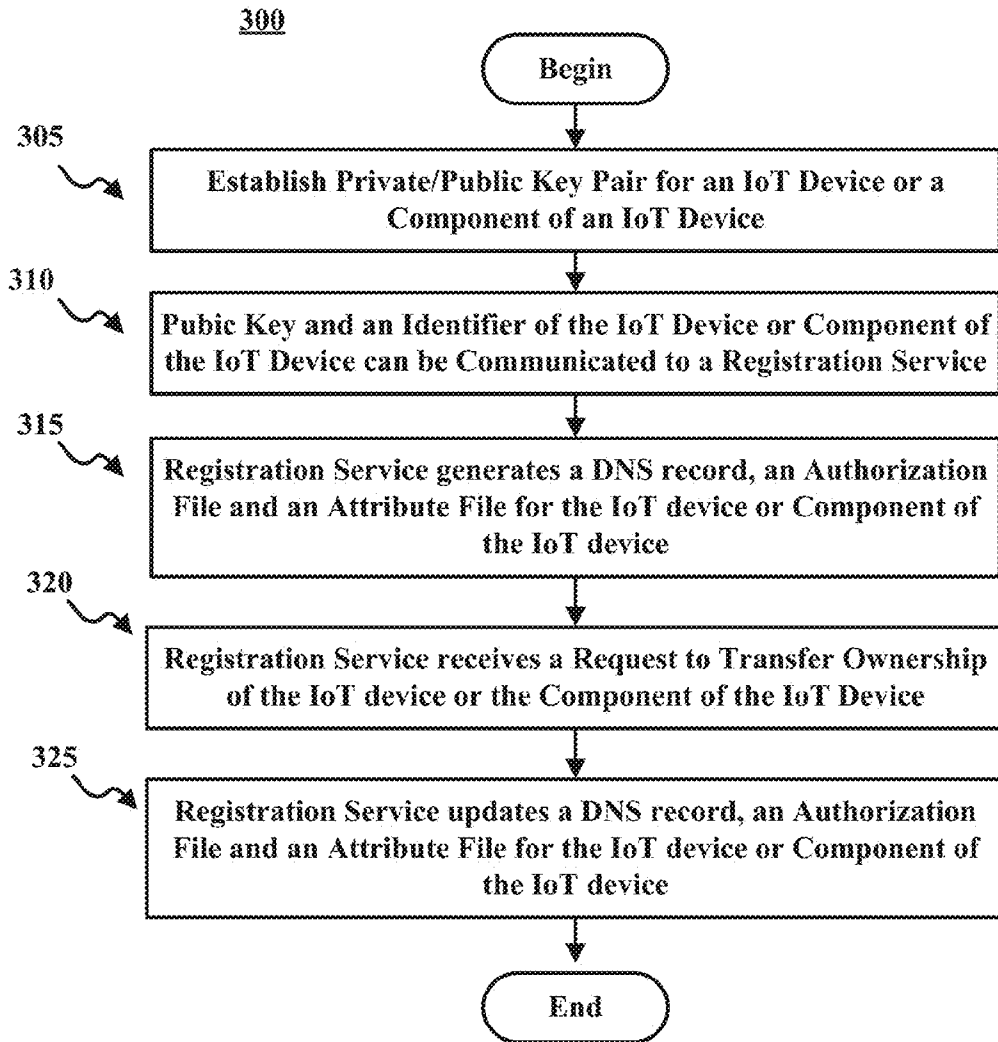 300
Begin
305
Establish Private/Public Key Pair for an IoT Device or a
Component of an IoT Device
310
Pubic Key and an Identifier of the IoT Device or Component of
the IoT Device can be Communicated to a Registration Service
315
Registration Service generates a DNS record, an Authorization
File and an Attribute File for the IoT device or Component of
the IoT device
320
Registration Service receives a Request to Transfer Ownership
of the IoT device or the Component of the IoT Device
325
Registration Service updates a DNS record, an Authorization
File and an Attribute File for the IoT device or Component of
the IoT device
End